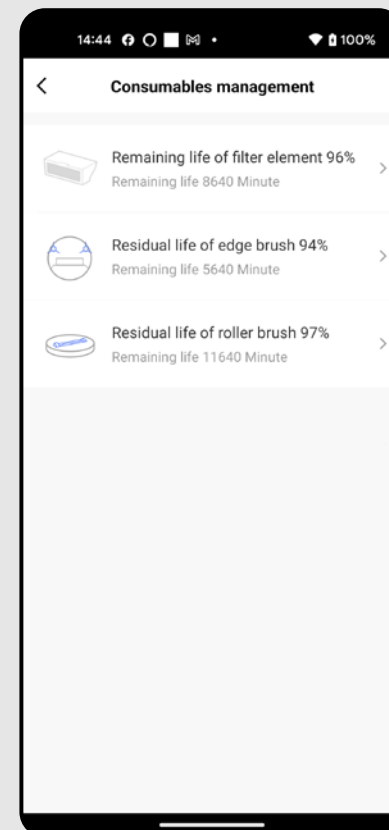 14:44
100%
Consumables management
Remaining life of filter element 96%
Remaining life 8640 Minute
Residual life of edge brush 94%
Remaining life 5640 Minute
Residual life of roller brush 97%
Remaining life 11640 Minute